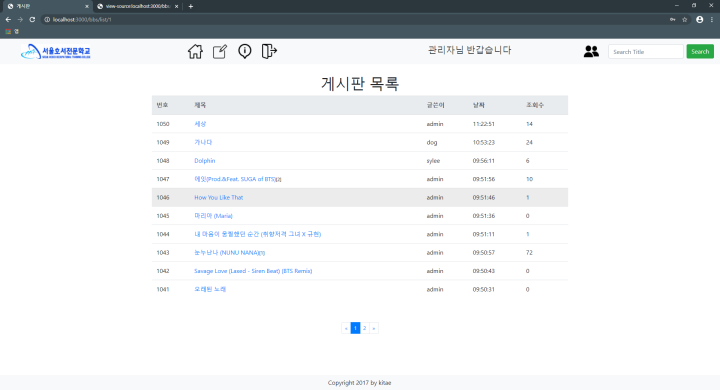 게시판
view-source:localhost:3000/bbs
localhost:3000/bbs/list/1
앱
서울호서전문학교
관리자님 반갑습니다
Search Title
Search
게시판 목록
번호 제목 글쓴이 날짜 조회수
1050 세상 admin 11:22:51 14
1049 가나다 dog 10:53:23 24
1048 Dolphin sylee 09:56:11 6
1047 에잇(Prod.&Feat. SUGA of BTS)[2] admin 09:51:56 10
1046 How You Like That admin 09:51:46 1
1045 마리아 (Maria) admin 09:51:36 0
1044 내 마음이 움찔했던 순간 (취향저격 그녀 X 규현) admin 09:51:11 1
1043 눈누난나 (NUNU NANA)[1] admin 09:50:57 72
1042 Savage Love (Laxed - Siren Beat) (BTS Remix) admin 09:50:43 0
1041 오래된 노래 admin 09:50:31 0
« 1 2 »
Copyright 2017 by kitae